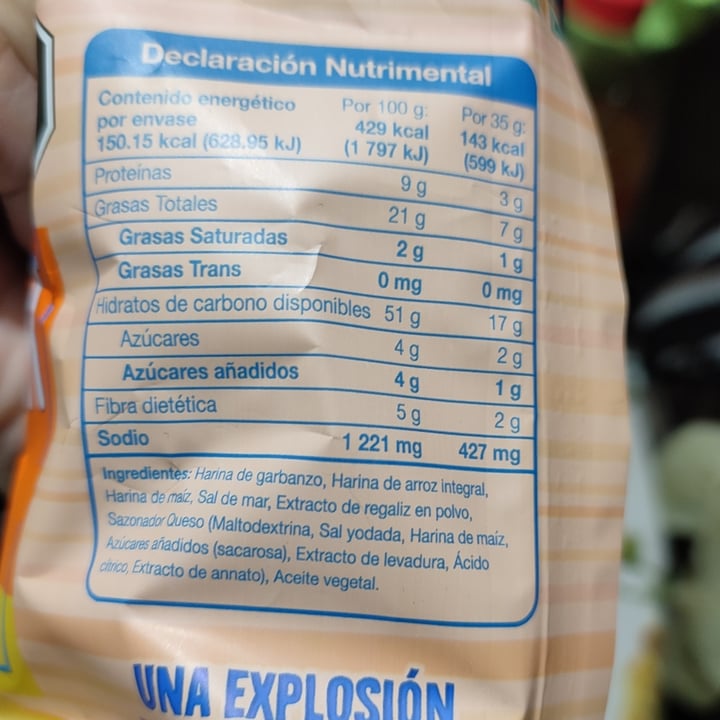 Declaración Nutrimental
Contenido energético
por envase
150.15 kcal (628.95 kJ)
Por 100 g:
429 kcal
(1 797 kJ)
Por 35 g:
143 kcal
(599 kJ)
Proteínas 9 g 3 g
Grasas Totales 21 g 7 g
Grasas Saturadas 2 g 1 g
Grasas Trans 0 mg 0 mg
Hidratos de carbono disponibles 51 g 17 g
Azúcares 4 g 2 g
Azúcares añadidos 4 g 1 g
Fibra dietética 5 g 2 g
Sodio 1 221 mg 427 mg
Ingredientes: Harina de garbanzo, Harina de arroz integral,
Harina de maíz, Sal de mar, Extracto de regaliz en polvo,
Sazonador Queso (Maltodextrina, Sal yodada, Harina de maíz,
Azúcares añadidos (sacarosa), Extracto de levadura, Ácido
cítrico, Extracto de annato), Aceite vegetal.
UNA EXPLOSIÓN